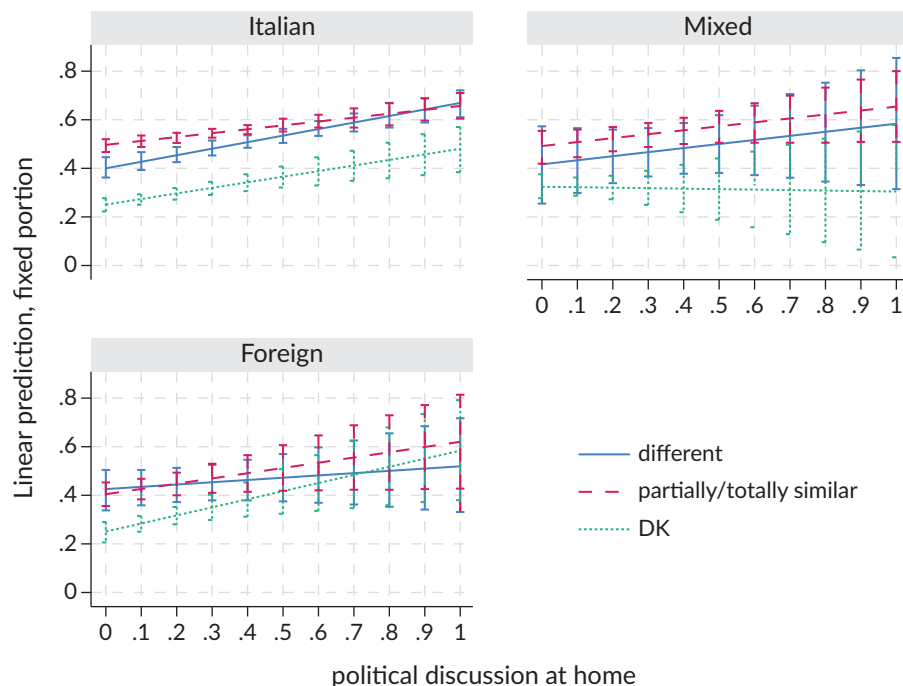 Italian
Mixed
.8
.6
.4
.2
0
0 .1 .2 .3 .4 .5 .6 .7 .8 .9 1
Linear prediction, fixed portion
Foreign
.8
.6
.4
.2
0
0 .1 .2 .3 .4 .5 .6 .7 .8 .9 1
different
partially/totally similar
DK
political discussion at home